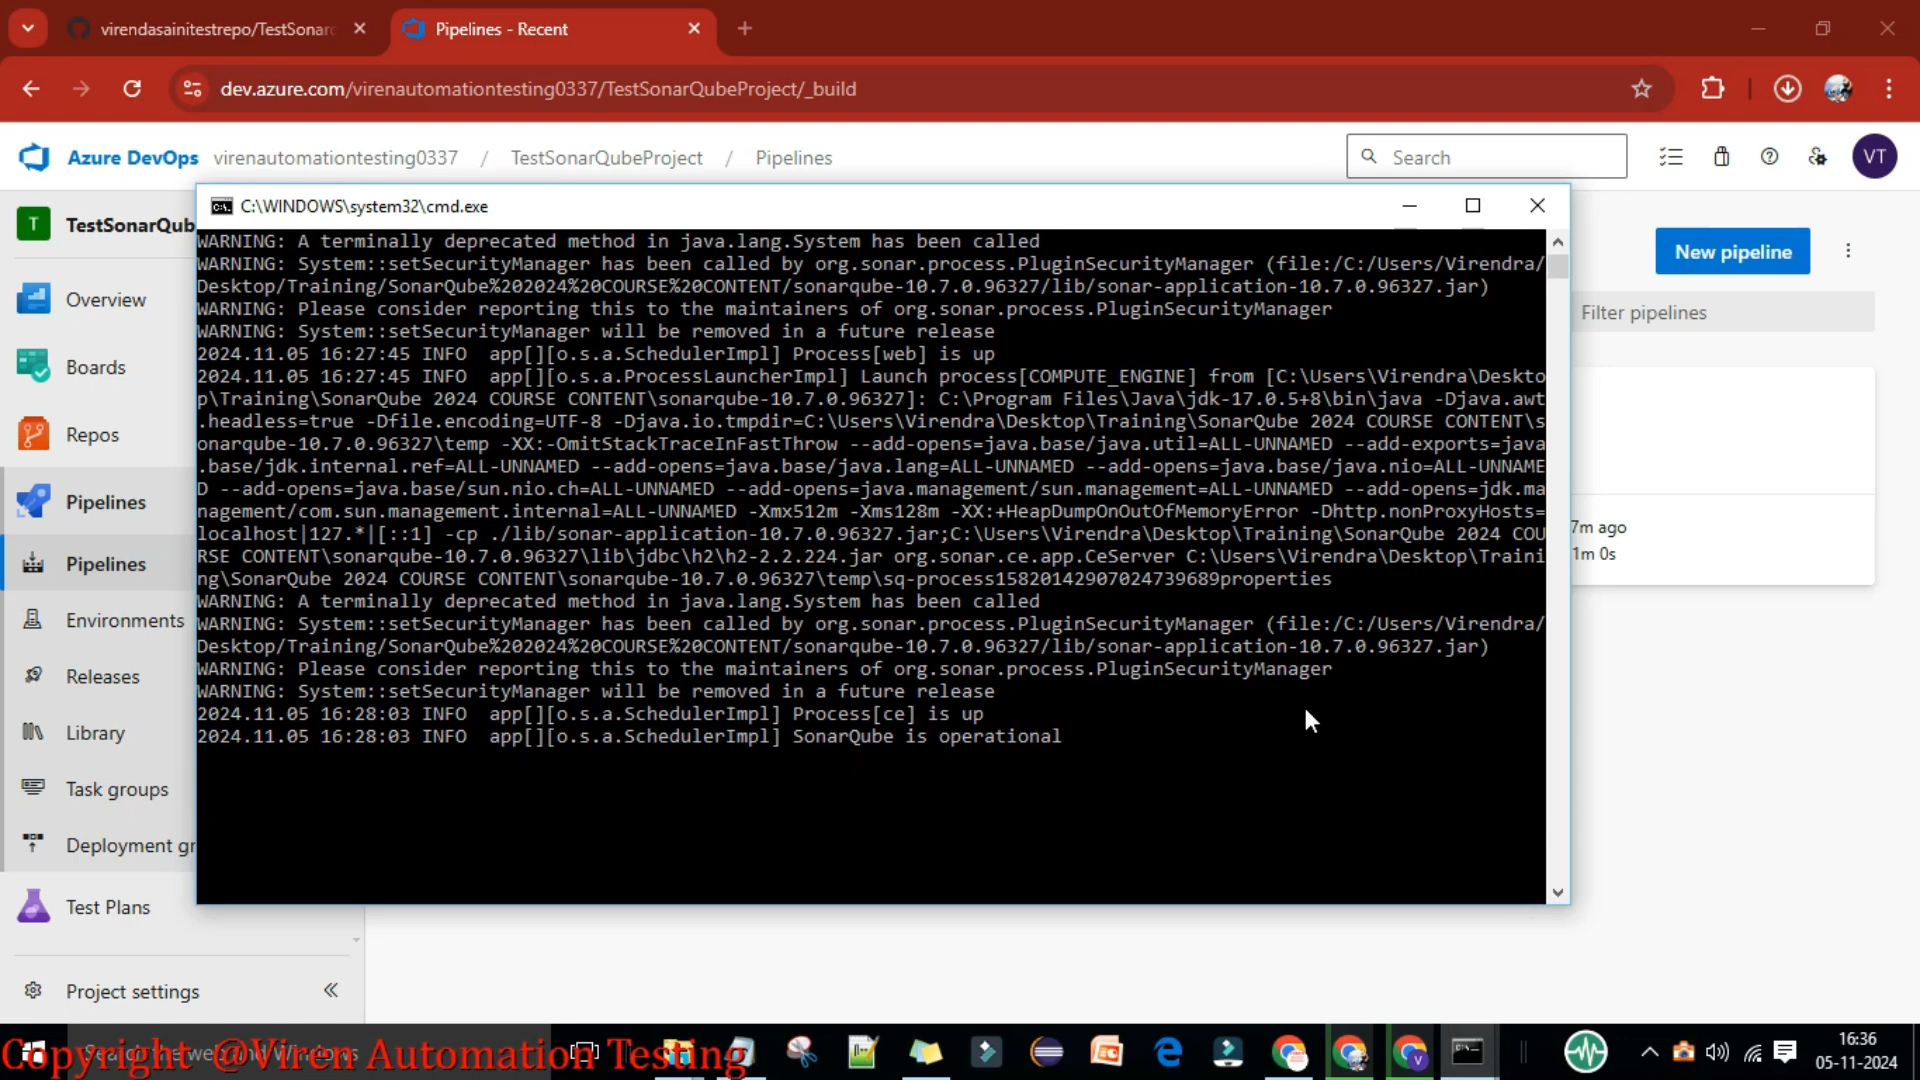 virendasainitestrepo/TestSonar
Pipelines - Recent
dev.azure.com/virenautomationtesting0337/TestSonarQubeProject/_build
Azure DevOps virenautomationtesting0337 / TestSonarQubeProject / Pipelines
Search
VT
T TestSonarQub
Overview
Boards
Repos
Pipelines
Pipelines
Environments
Releases
Library
Task groups
Deployment gr
Test Plans
Project settings
New pipeline
Filter pipelines
7m ago
1m 0s
C:\WINDOWS\system32\cmd.exe
WARNING: A terminally deprecated method in java.lang.System has been called
WARNING: System::setSecurityManager has been called by org.sonar.process.PluginSecurityManager (file:/C:/Users/Virendra/
Desktop/Training/SonarQube%202024%20COURSE%20CONTENT/sonarqube-10.7.0.96327/lib/sonar-application-10.7.0.96327.jar)
WARNING: Please consider reporting this to the maintainers of org.sonar.process.PluginSecurityManager
WARNING: System::setSecurityManager will be removed in a future release
2024.11.05 16:27:45 INFO  app[][o.s.a.SchedulerImpl] Process[web] is up
2024.11.05 16:27:45 INFO  app[][o.s.a.ProcessLauncherImpl] Launch process[COMPUTE_ENGINE] from [C:\Users\Virendra\Deskto
p\Training\SonarQube 2024 COURSE CONTENT\sonarqube-10.7.0.96327]: C:\Program Files\Java\jdk-17.0.5+8\bin\java -Djava.awt
.headless=true -Dfile.encoding=UTF-8 -Djava.io.tmpdir=C:\Users\Virendra\Desktop\Training\SonarQube 2024 COURSE CONTENT\s
onarqube-10.7.0.96327\temp -XX:-OmitStackTraceInFastThrow --add-opens=java.base/java.util=ALL-UNNAMED --add-exports=java
.base/jdk.internal.ref=ALL-UNNAMED --add-opens=java.base/java.lang=ALL-UNNAMED --add-opens=java.base/java.nio=ALL-UNNAME
D --add-opens=java.base/sun.nio.ch=ALL-UNNAMED --add-opens=java.management/sun.management=ALL-UNNAMED --add-opens=jdk.ma
nagement/com.sun.management.internal=ALL-UNNAMED -Xmx512m -Xms128m -XX:+HeapDumpOnOutOfMemoryError -Dhttp.nonProxyHosts=
localhost|127.*|[::1] -cp ./lib/sonar-application-10.7.0.96327.jar;C:\Users\Virendra\Desktop\Training\SonarQube 2024 COU
RSE CONTENT\sonarqube-10.7.0.96327\lib\jdbc\h2\h2-2.2.224.jar org.sonar.ce.app.CeServer C:\Users\Virendra\Desktop\Traini
ng\SonarQube 2024 COURSE CONTENT\sonarqube-10.7.0.96327\temp\sq-process15820142907024739689properties
WARNING: A terminally deprecated method in java.lang.System has been called
WARNING: System::setSecurityManager has been called by org.sonar.process.PluginSecurityManager (file:/C:/Users/Virendra/
Desktop/Training/SonarQube%202024%20COURSE%20CONTENT/sonarqube-10.7.0.96327/lib/sonar-application-10.7.0.96327.jar)
WARNING: Please consider reporting this to the maintainers of org.sonar.process.PluginSecurityManager
WARNING: System::setSecurityManager will be removed in a future release
2024.11.05 16:28:03 INFO  app[][o.s.a.SchedulerImpl] Process[ce] is up
2024.11.05 16:28:03 INFO  app[][o.s.a.SchedulerImpl] SonarQube is operational
Search the web and Windows
Copyright @Viren Automation Testing
16:36
05-11-2024